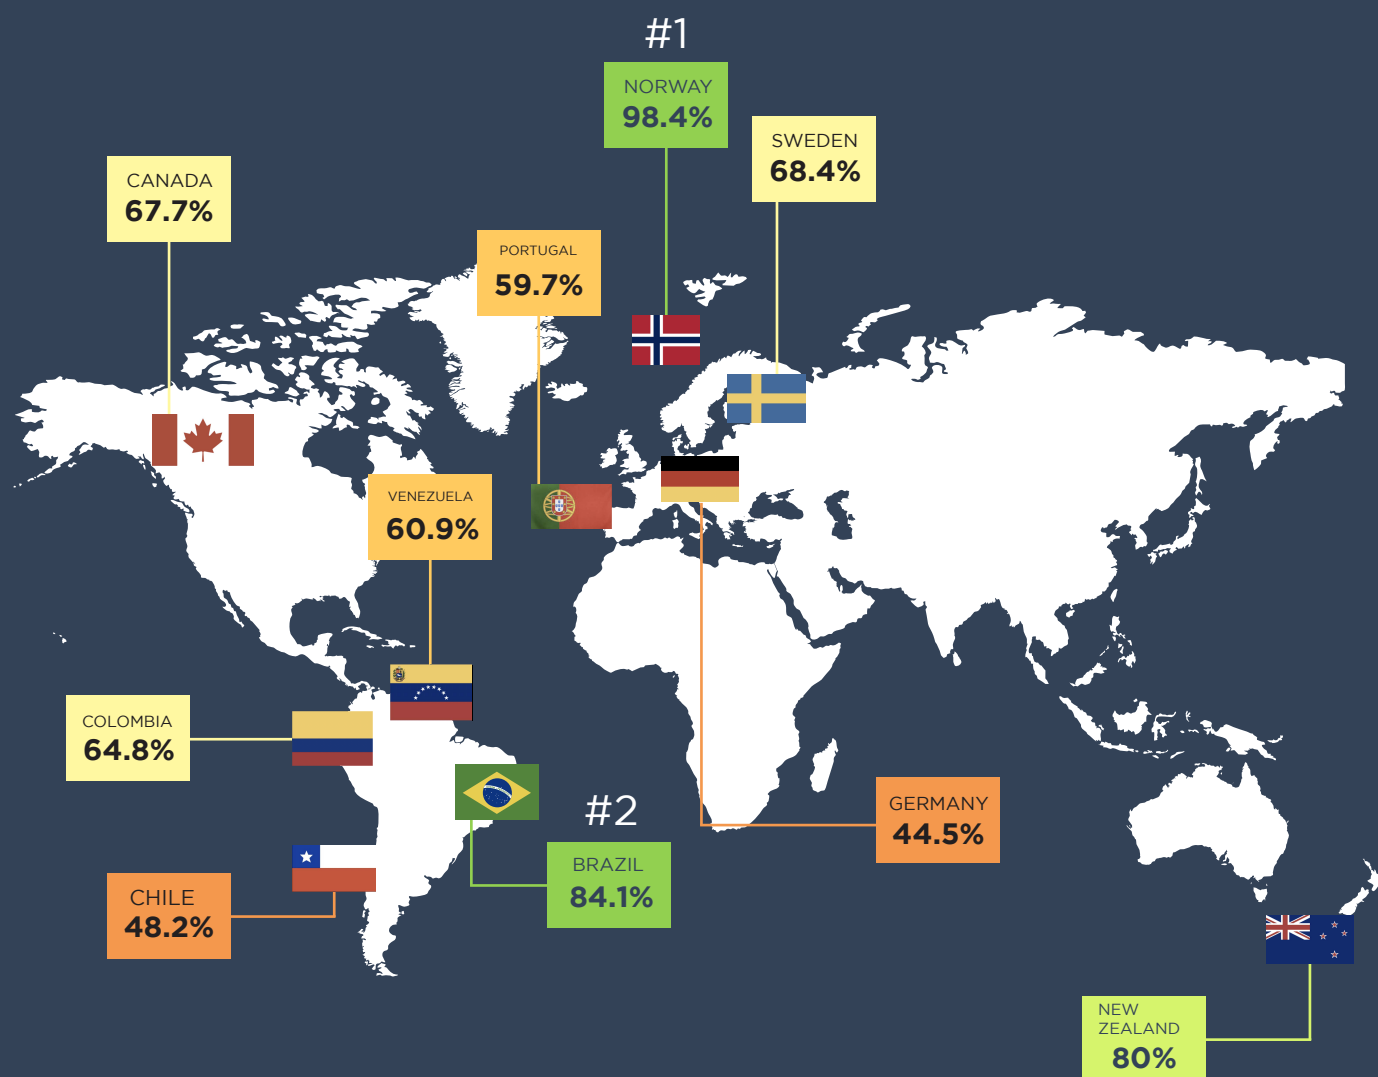 #1
NORWAY
98.4%
SWEDEN
68.4%
CANADA
67.7%
PORTUGAL
59.7%
VENEZUELA
60.9%
COLOMBIA
64.8%
GERMANY
44.5%
#2
BRAZIL
84.1%
CHILE
48.2%
NEW
ZEALAND
80%